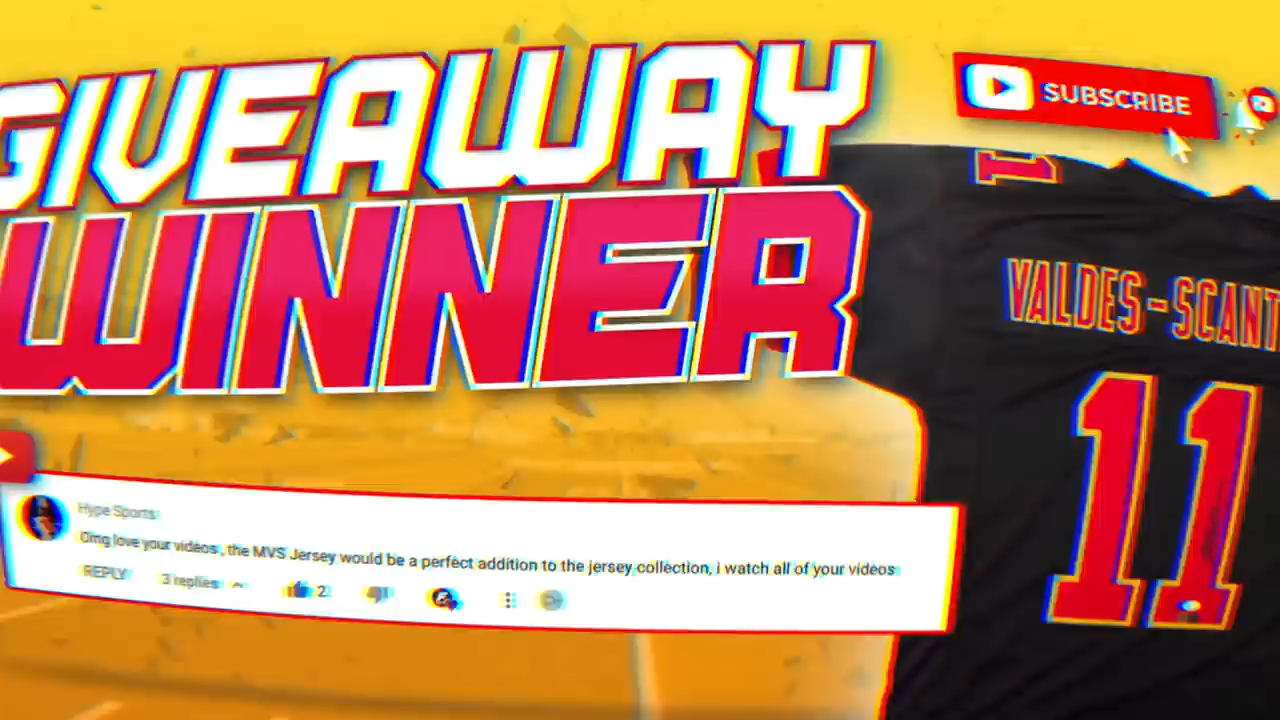 GIVEAWAY
WINNER
SUBSCRIBE
VALDES-SCANT
11
Hype Sports
Omg love your videos, the MVS Jersey would be a perfect addition to the jersey collection, i watch all of your videos
REPLY
3 replies
2